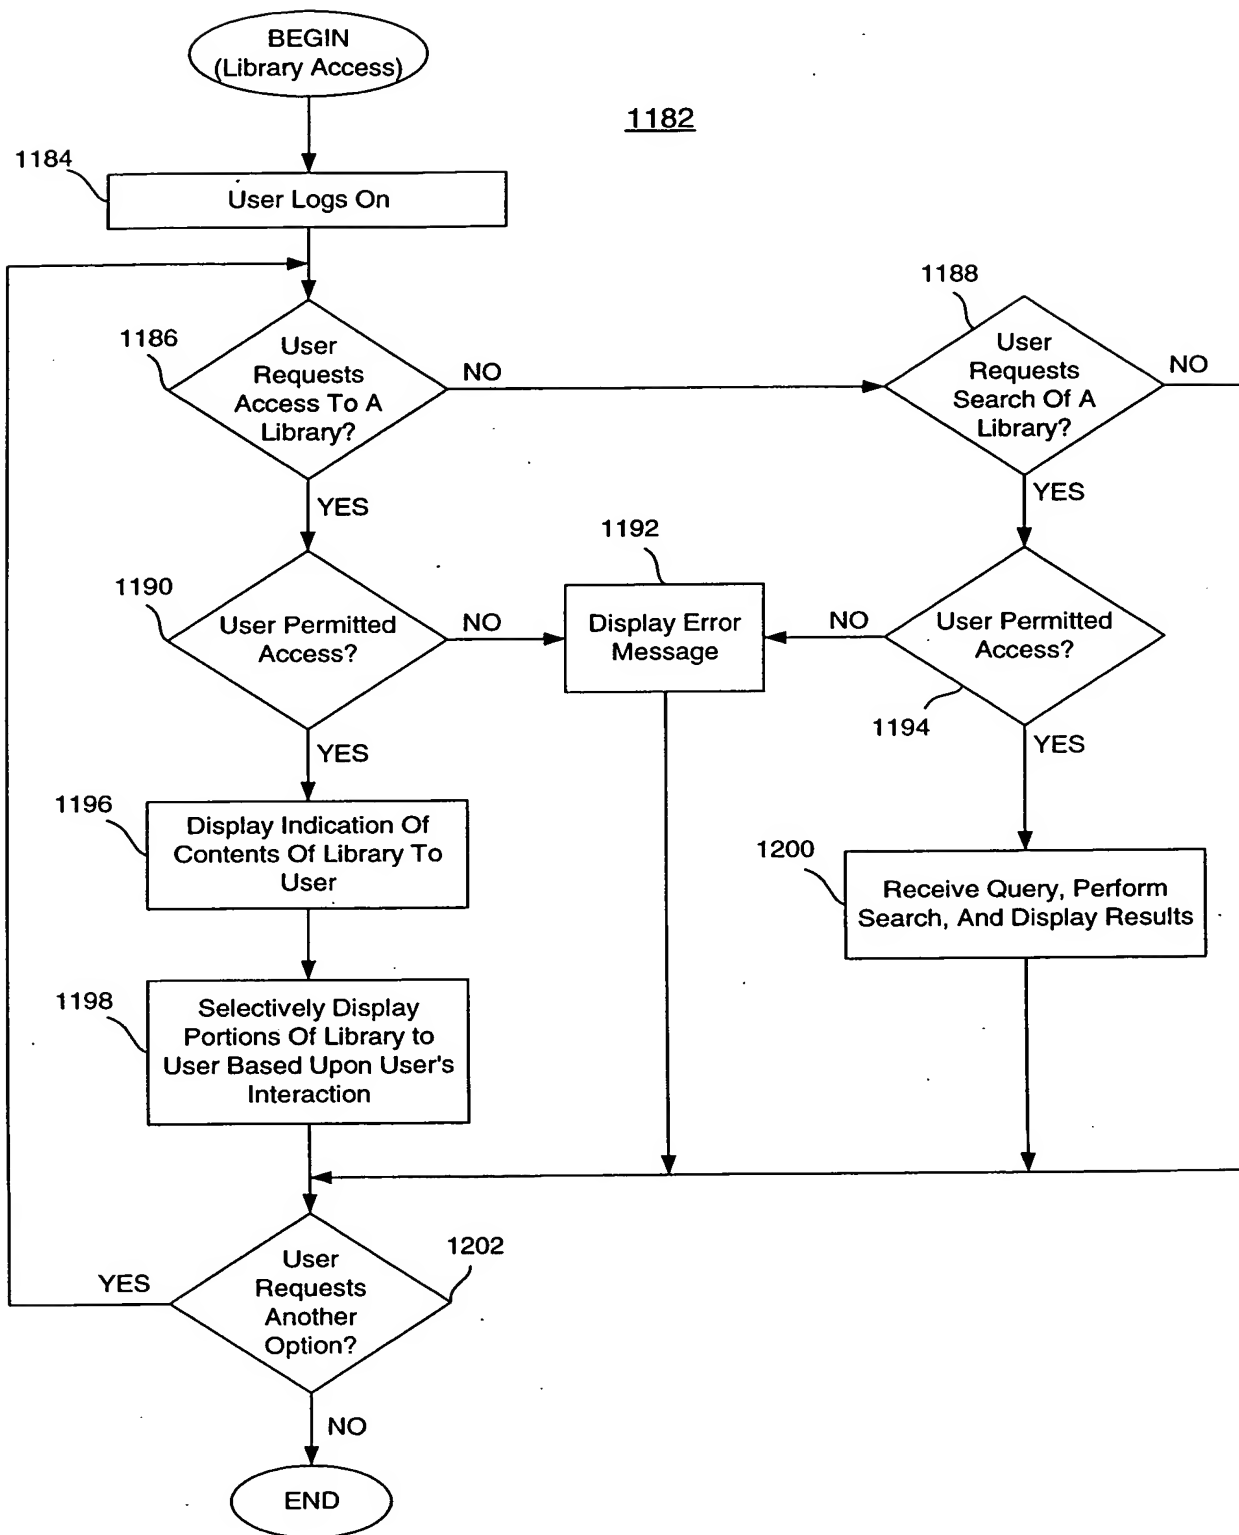 BEGIN
(Library Access)
1182
1184
User Logs On
1186
User
Requests
Access To A
Library?
NO
1188
User
Requests
Search Of A
Library?
NO
YES
YES
1190
User Permitted
Access?
NO
1192
Display Error
Message
NO
User Permitted
Access?
1194
YES
YES
1196
Display Indication Of
Contents Of Library To
User
1200
Receive Query, Perform
Search, And Display Results
1198
Selectively Display
Portions Of Library to
User Based Upon User's
Interaction
YES
User
Requests
Another
Option?
1202
NO
END